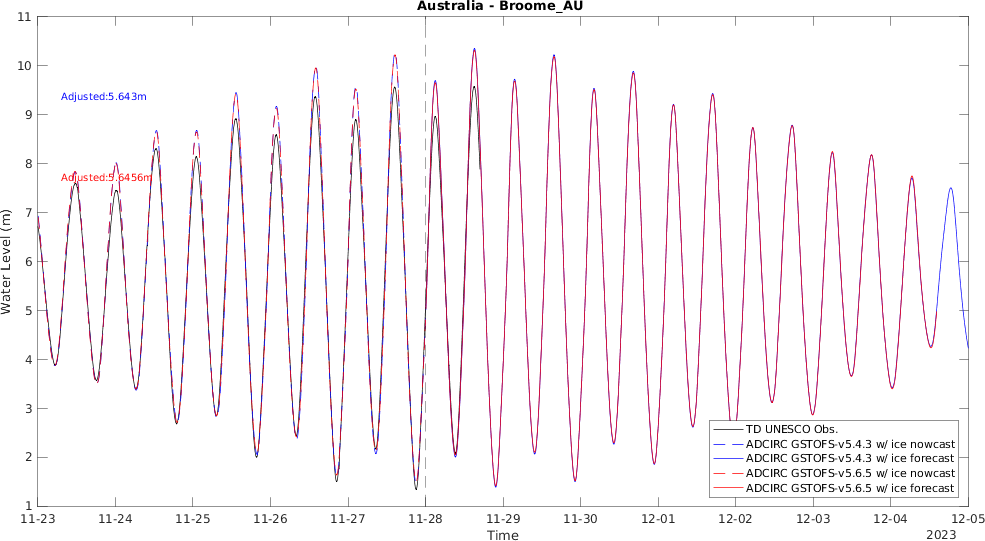 Australia - Broome_AU
11
10
9
8
7
6
5
4
3
2
1
Water Level (m)
Adjusted:5.643m
Adjusted:5.6456m
TD UNESCO Obs.
ADCIRC GSTOFS-v5.4.3 w/ ice nowcast
ADCIRC GSTOFS-v5.4.3 w/ ice forecast
ADCIRC GSTOFS-v5.6.5 w/ ice nowcast
ADCIRC GSTOFS-v5.6.5 w/ ice forecast
11-23 11-24 11-25 11-26 11-27 11-28 11-29 11-30 12-01 12-02 12-03 12-04 12-05
Time
2023